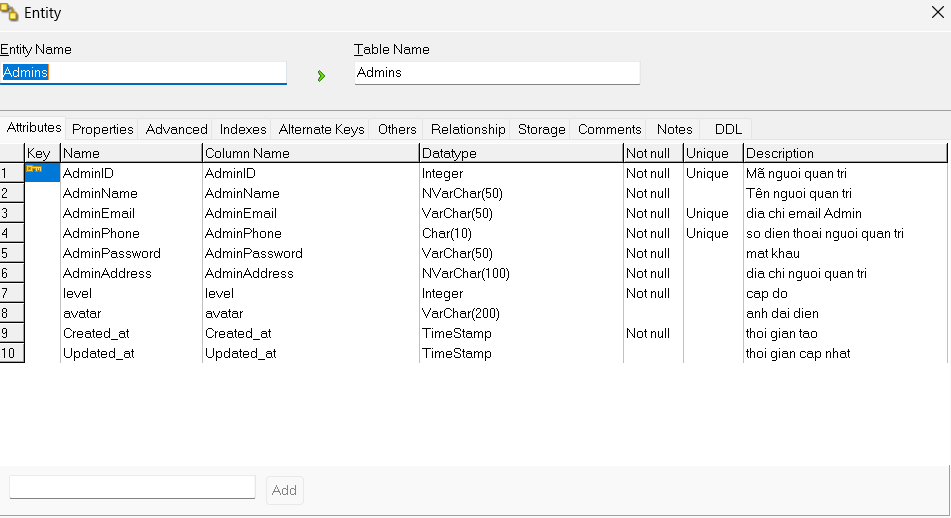 Entity
Entity Name Table Name
Admins Admins
Attributes Properties Advanced Indexes Alternate Keys Others Relationship Storage Comments Notes DDL
Key Name Column Name Datatype Not null Unique Description
1 AdminID AdminID Integer Not null Unique Mã nguoi quan tri
2 AdminName AdminName NVarChar(50) Not null Tên nguoi quan tri
3 AdminEmail AdminEmail VarChar(50) Not null Unique dia chi email Admin
4 AdminPhone AdminPhone Char(10) Not null Unique so dien thoai nguoi quan tri
5 AdminPassword AdminPassword VarChar(50) Not null mat khau
6 AdminAddress AdminAddress NVarChar(100) Not null dia chi nguoi quan tri
7 level level Integer Not null cap do
8 avatar avatar VarChar(200) anh dai dien
9 Created_at Created_at TimeStamp Not null thoi gian tao
10 Updated_at Updated_at TimeStamp thoi gian cap nhat
Add